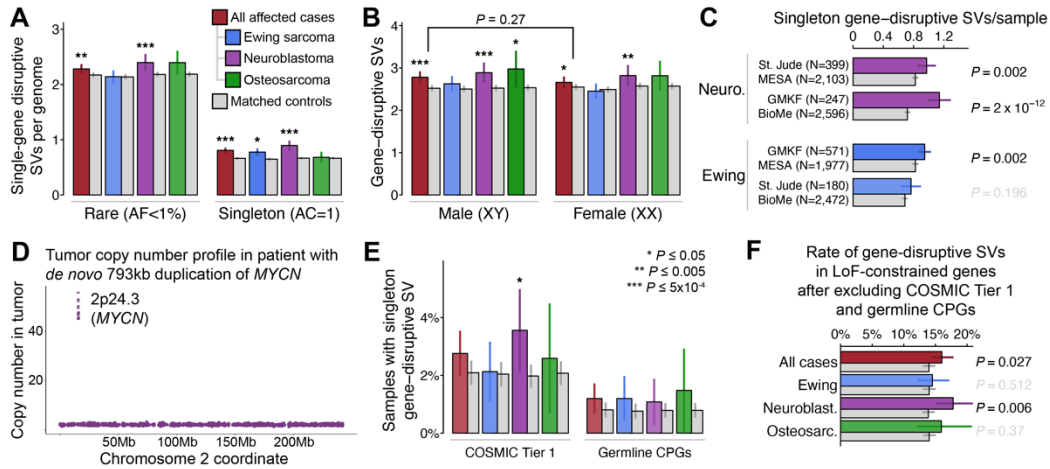 A
Single-gene disruptive
SVs per genome
3
2
1
0
**
***
***
*
***
Rare (AF<1%)
Singleton (AC=1)
All affected cases
Ewing sarcoma
Neuroblastoma
Osteosarcoma
Matched controls
B
P = 0.27
Gene-disruptive SVs
4
3
2
1
0
***
***
*
*
**
Male (XY)
Female (XX)
C
Singleton gene-disruptive SVs/sample
0
0.4
0.8
1.2
Neuro.
St. Jude (N=399)
MESA (N=2,103)
P = 0.002
GMKF (N=247)
BioMe (N=2,596)
P = 2 x 10⁻¹²
Ewing
GMKF (N=571)
MESA (N=1,977)
P = 0.002
St. Jude (N=180)
BioMe (N=2,472)
P = 0.196
D
Tumor copy number profile in patient with
de novo 793kb duplication of MYCN
Copy number in tumor
40
20
2p24.3
(MYCN)
50Mb
100Mb
150Mb
200Mb
Chromosome 2 coordinate
E
Samples with singleton
gene-disruptive SV
4%
2%
0%
*
* P ≤ 0.05
** P ≤ 0.005
*** P ≤ 5x10⁻⁴
COSMIC Tier 1
Germline CPGs
F
Rate of gene-disruptive SVs
in LoF-constrained genes
after excluding COSMIC Tier 1
and germline CPGs
0%
5%
10%
15%
20%
All cases
P = 0.027
Ewing
P = 0.512
Neuroblast.
P = 0.006
Osteosarc.
P = 0.37